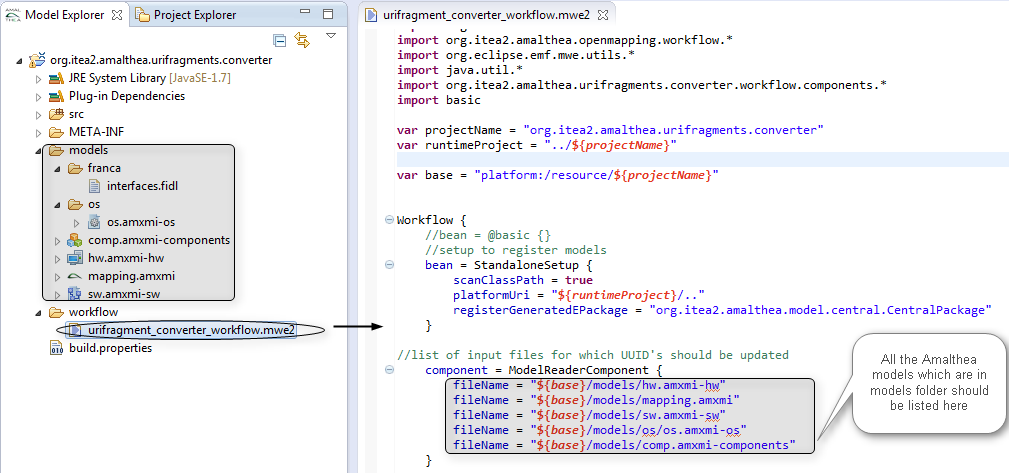 AMAL
THEA
Model Explorer
Project Explorer
org.itea2.amalthea.urifragments.converter
JRE System Library [JavaSE-1.7]
Plug-in Dependencies
src
META-INF
models
franca
interfaces.fidl
os
os.amxmi-os
comp.amxmi-components
hw.amxmi-hw
mapping.amxmi
sw.amxmi-sw
workflow
urifragment_converter_workflow.mwe2
build.properties
urifragment_converter_workflow.mwe2
import org.itea2.amalthea.openmapping.workflow.*
import org.eclipse.emf.mwe.utils.*
import java.util.*
import org.itea2.amalthea.urifragments.converter.workflow.components.*
import basic
var projectName = "org.itea2.amalthea.urifragments.converter"
var runtimeProject = "../${projectName}"
var base = "platform:/resource/${projectName}"
Workflow {
//bean = @basic {}
//setup to register models
bean = StandaloneSetup {
scanClassPath = true
platformUri = "${runtimeProject}/.."
registerGeneratedEPackage = "org.itea2.amalthea.model.central.CentralPackage"
}
//list of input files for which UUID's should be updated
component = ModelReaderComponent {
fileName = "${base}/models/hw.amxmi-hw"
fileName = "${base}/models/mapping.amxmi"
fileName = "${base}/models/sw.amxmi-sw"
fileName = "${base}/models/os/os.amxmi-os"
fileName = "${base}/models/comp.amxmi-components"
}
All the Amalthea
models which are in
models folder should
be listed here